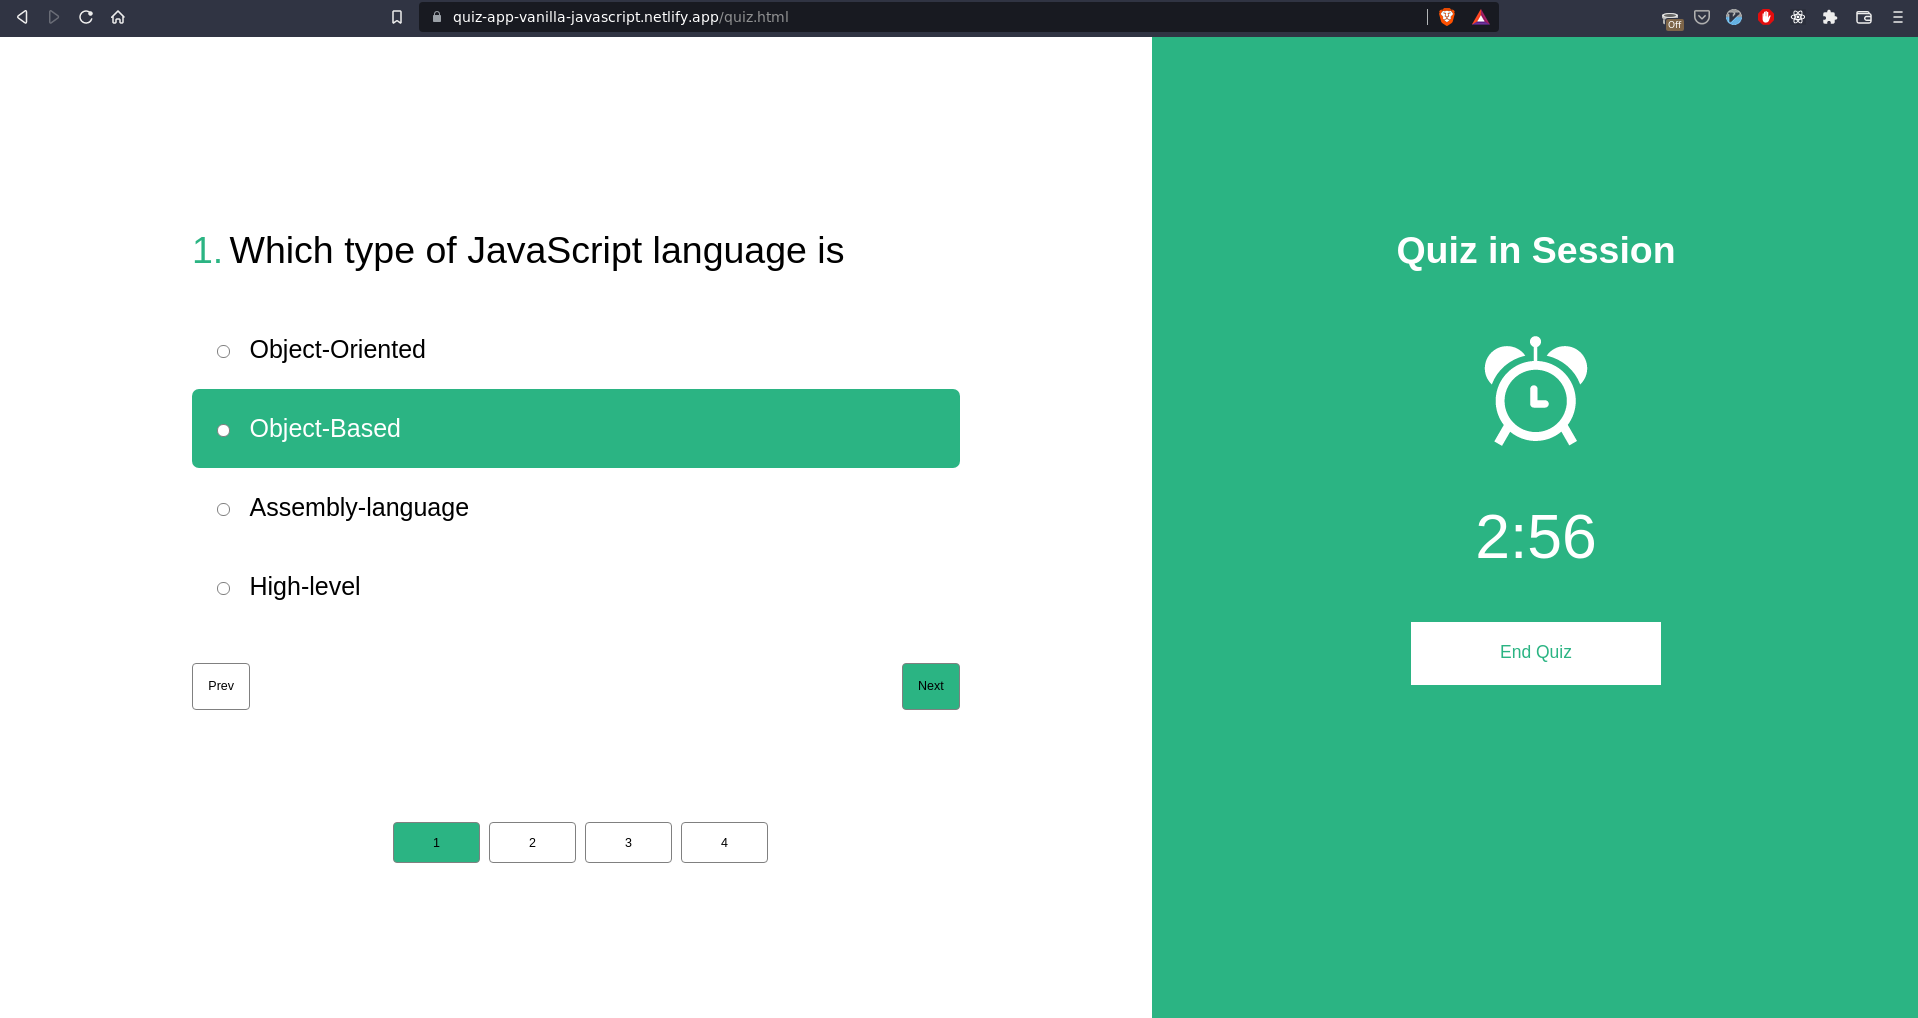 quiz-app-vanilla-javascript.netlify.app/quiz.html
Off
1. Which type of JavaScript language is
Object-Oriented
Object-Based
Assembly-language
High-level
Prev
Next
1 2 3 4
Quiz in Session
2:56
End Quiz